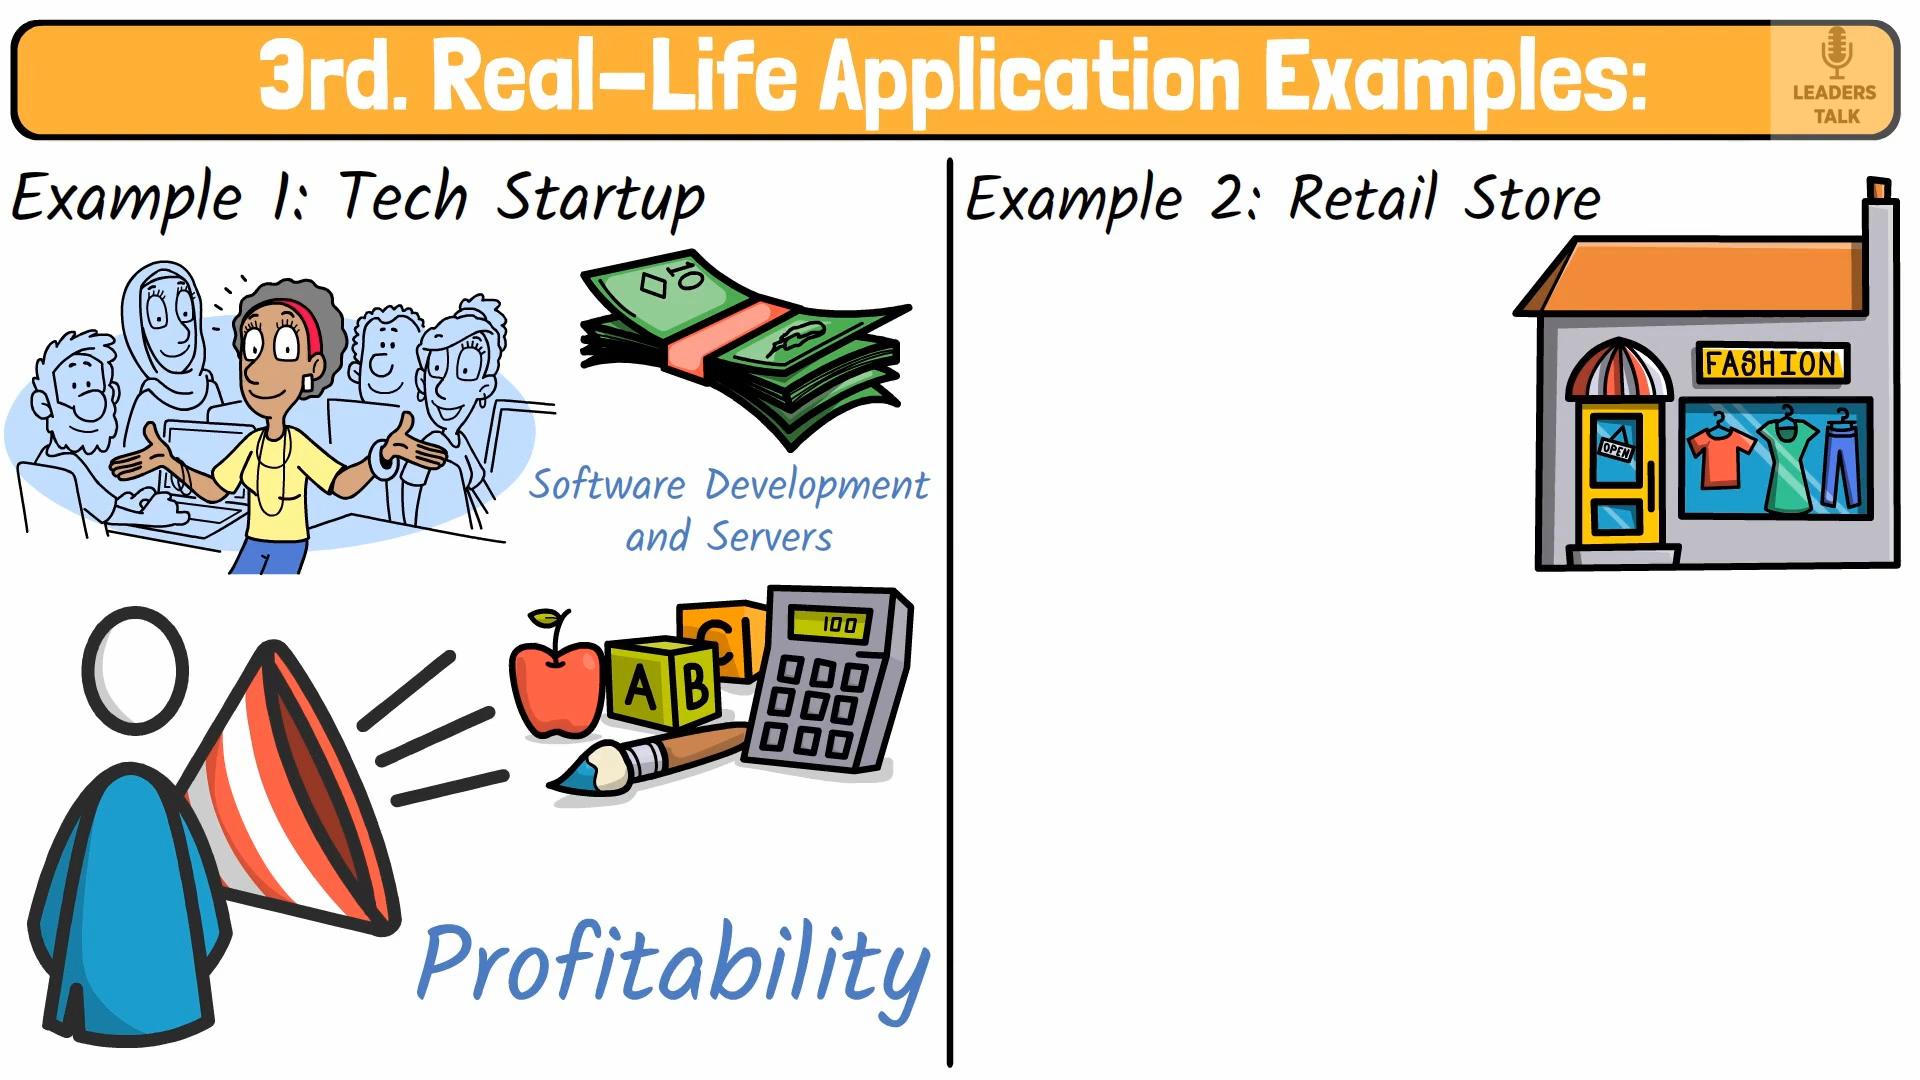 3rd. Real-Life Application Examples:
LEADERS
TALK
Example 1: Tech Startup
10
Software Development
and Servers
A B
C
100
Profitability
Example 2: Retail Store
FASHION
OPEN